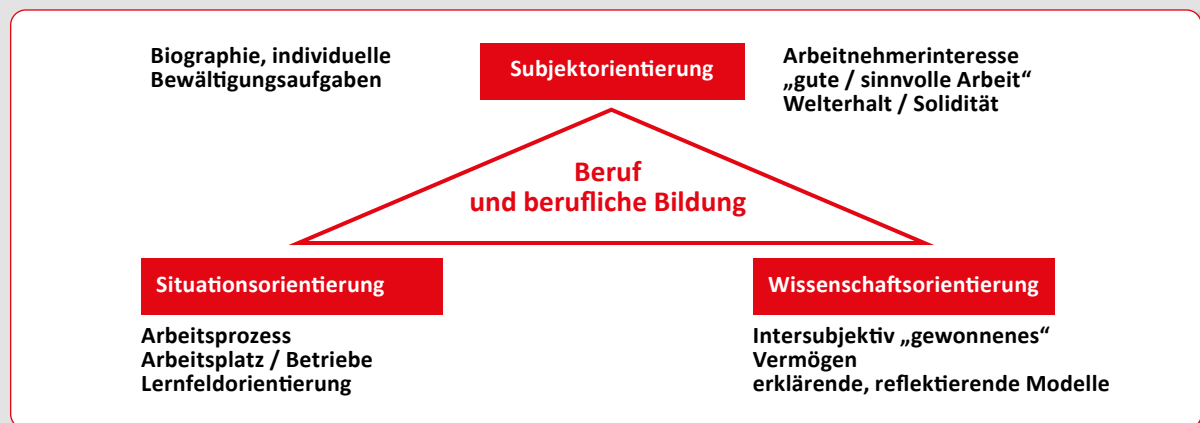 Biographie, individuelle
Bewältigungsaufgaben
Subjektorientierung
Arbeitnehmerinteresse
„gute / sinnvolle Arbeit“
Welterhalt / Solidität
Beruf
und berufliche Bildung
Situationsorientierung
Arbeitsprozess
Arbeitsplatz / Betriebe
Lernfeldorientierung
Wissenschaftsorientierung
Intersubjektiv „gewonnenes“
Vermögen
erklärende, reflektierende Modelle